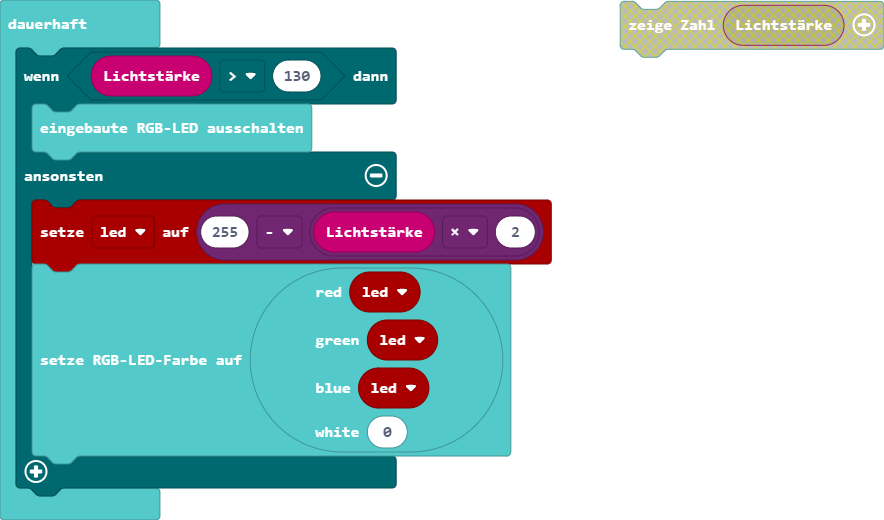 dauerhaft
zeige Zahl Lichtstärke
wenn Lichtstärke > 130 dann
eingebaute RGB-LED ausschalten
ansonsten
setze led auf 255 - Lichtstärke × 2
red led
green led
setze RGB-LED-Farbe auf
blue led
white 0